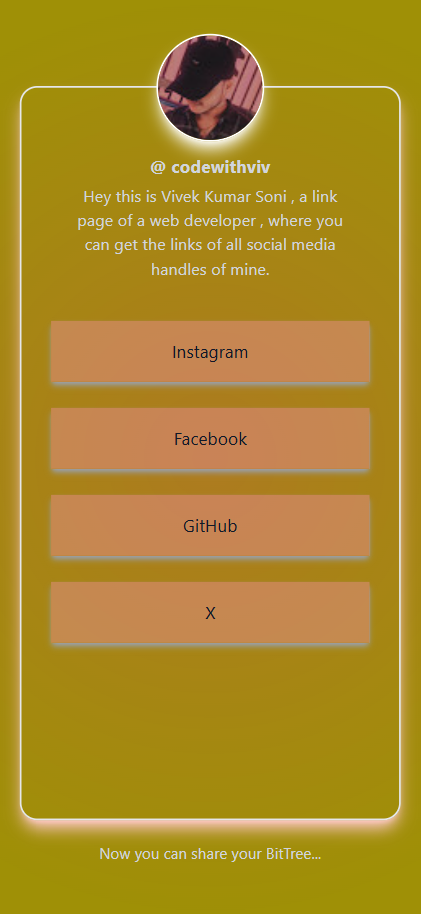 @ codewithviv
Hey this is Vivek Kumar Soni , a link
page of a web developer , where you
can get the links of all social media
handles of mine.
Instagram
Facebook
GitHub
X
Now you can share your BitTree...